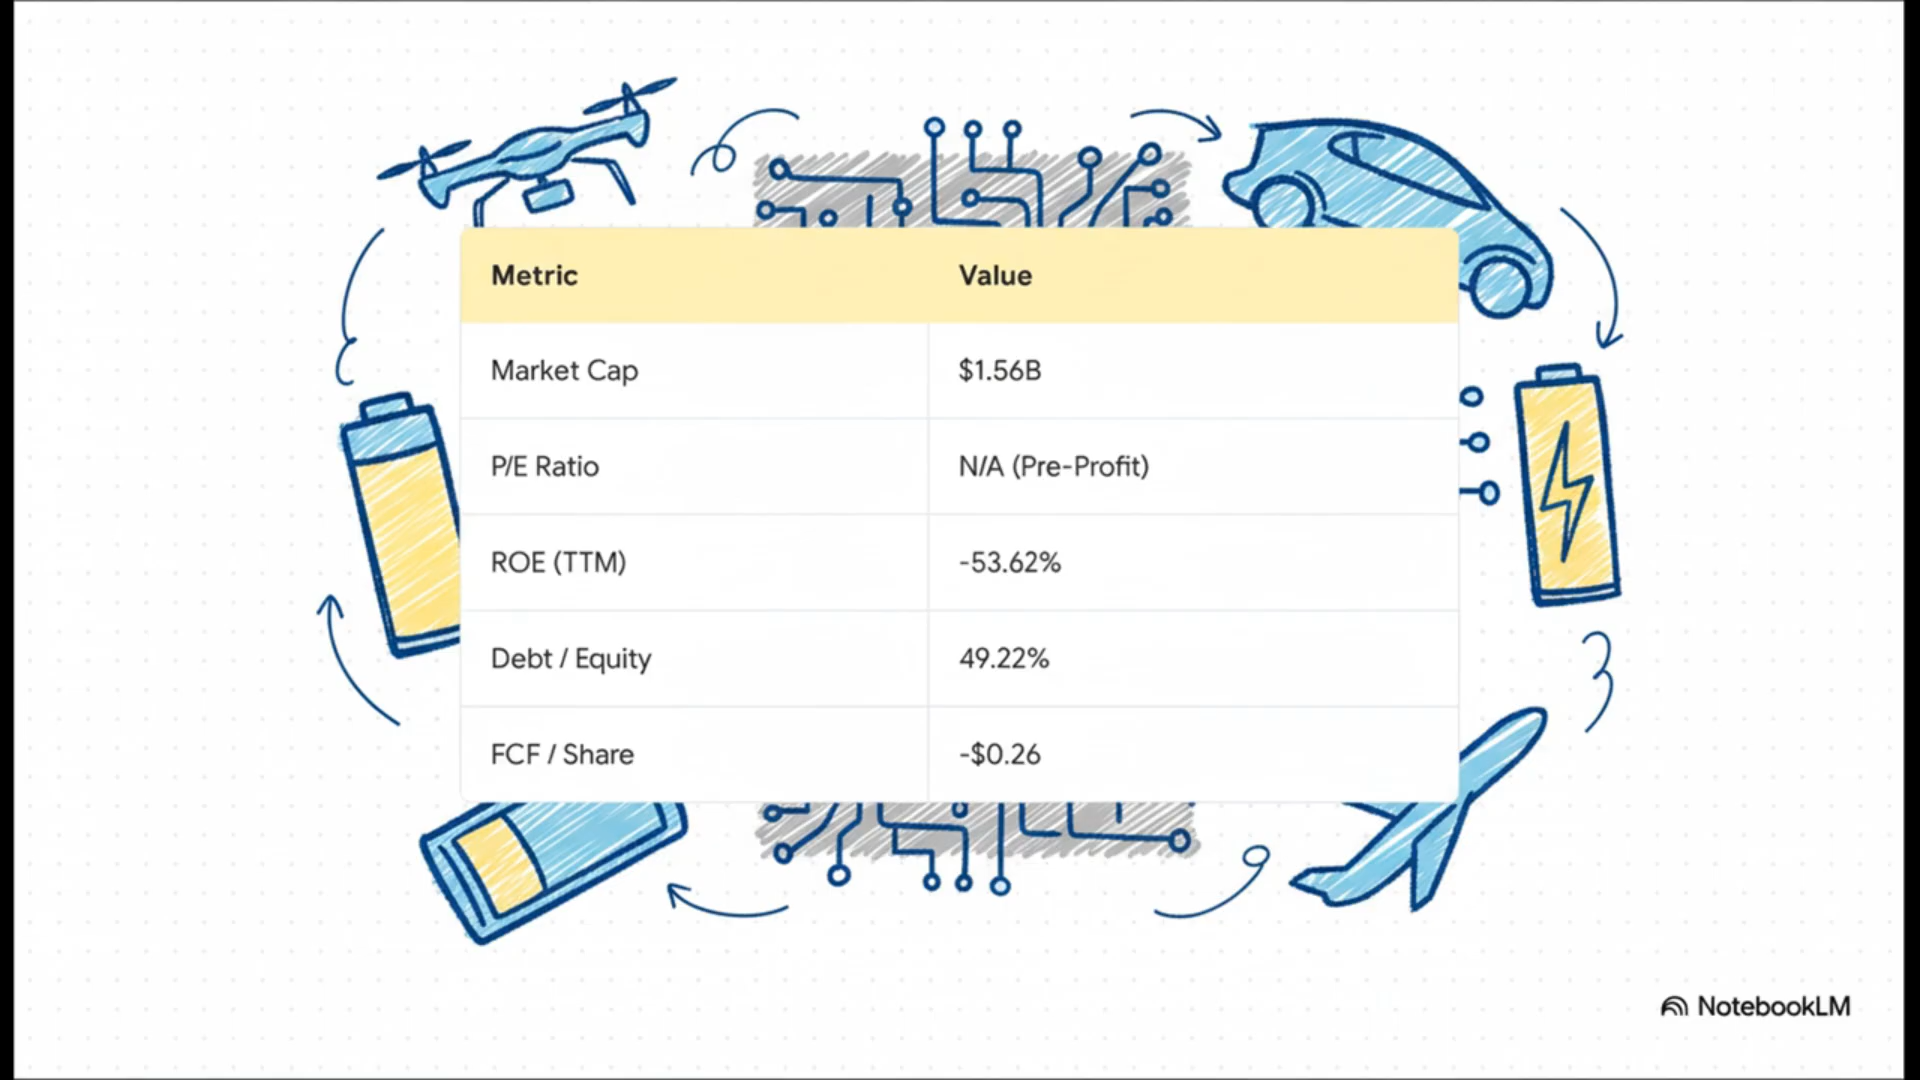 Metric Value
Market Cap $1.56B
P/E Ratio N/A (Pre-Profit)
ROE (TTM) -53.62%
Debt / Equity 49.22%
FCF / Share -$0.26
NotebookLM